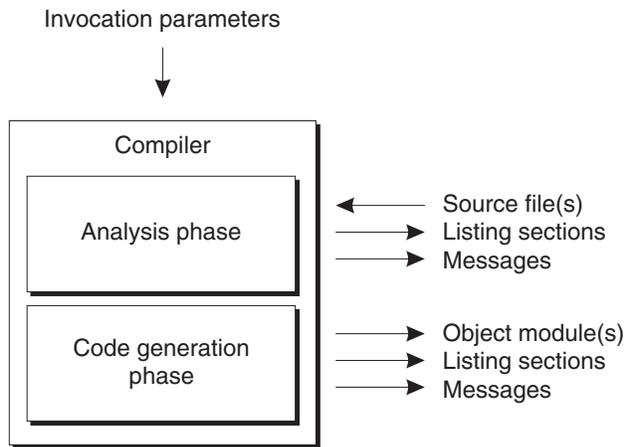 Invocation parameters
Compiler
Analysis phase
Source file(s)
Listing sections
Messages
Code generation
phase
Object module(s)
Listing sections
Messages